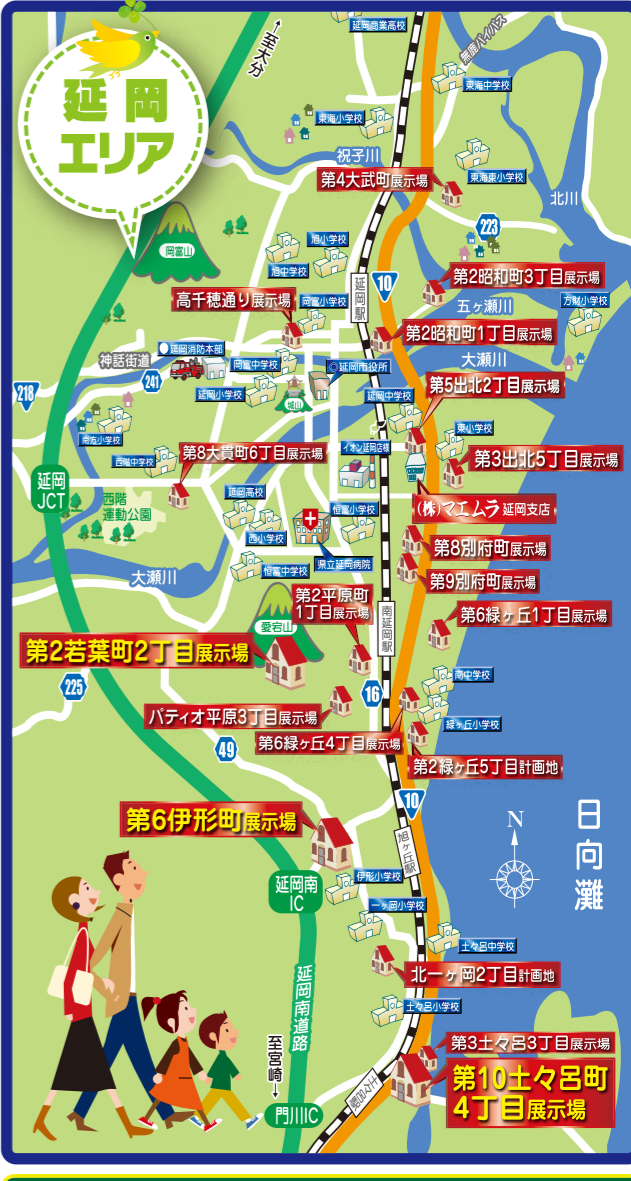 延岡
エリア
↑至大分
延岡商業高校
無鹿バイパス
東海中学校
東海小学校
祝子川
第4大武町展示場
東海東小学校
北川
223
岡富山
旭小学校
旭中学校
10
延岡駅
第2昭和町3丁目展示場
高千穂通り展示場
岡富小学校
五ヶ瀬川
方財小学校
第2昭和町1丁目展示場
延岡消防本部
神話街道
241
岡富中学校
◎延岡市役所
大瀬川
218
延岡小学校
城山
延岡中学校
第5出北2丁目展示場
南方小学校
東小学校
西階中学校
第8大貫町6丁目展示場
イオン延岡店様
第3出北5丁目展示場
延岡
JCT
西階
運動公園
延岡高校
恒富小学校
(株)マエムラ延岡支店
西小学校
県立延岡病院
第8別府町展示場
恒富中学校
大瀬川
第9別府町展示場
第2平原町
1丁目展示場
南延岡駅
第6緑ヶ丘1丁目展示場
愛宕山
第2若葉町2丁目展示場
225
16
南中学校
パティオ平原3丁目展示場
緑ヶ丘小学校
49
第6緑ヶ丘4丁目展示場
第2緑ヶ丘5丁目計画地
10
第6伊形町展示場
旭ヶ丘駅
N
日向灘
延岡南
IC
伊形小学校
一ヶ岡小学校
土々呂中学校
北一ヶ岡2丁目計画地
延岡南道路
土々呂小学校
至宮崎→
第3土々呂3丁目展示場
第10土々呂町
4丁目展示場
土々呂駅
門川IC